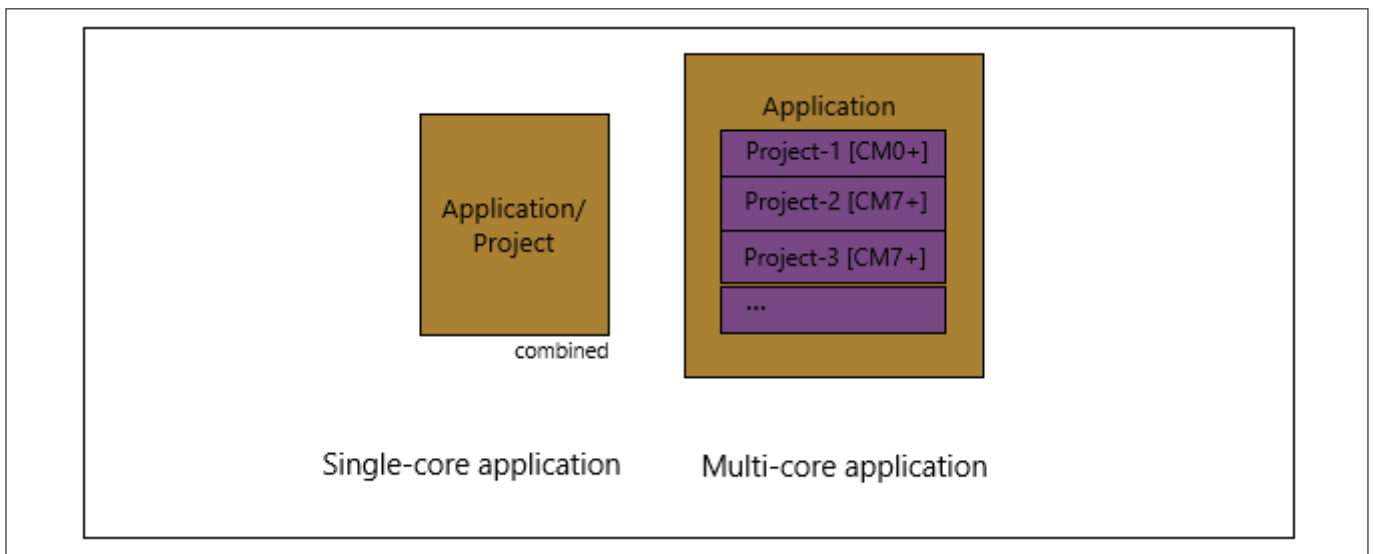 Application/
Project
combined
Single-core application
Application
Project-1 [CM0+]
Project-2 [CM7+]
Project-3 [CM7+]
...
Multi-core application